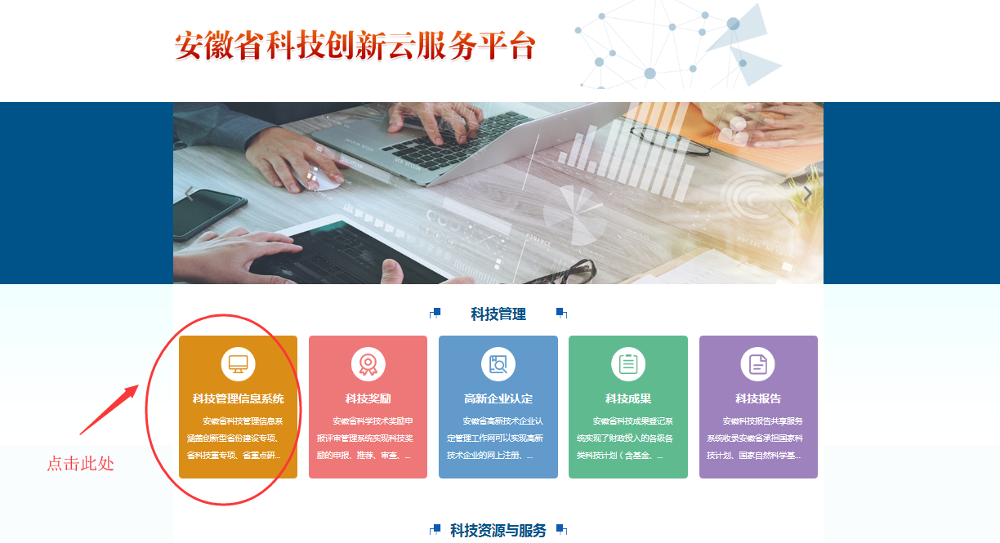 安徽省科技创新云服务平台
FINANCE
科技管理
科技管理信息系统
安徽省科技管理信息系
涵盖创新型省份建设专项、
省科技重专项、省重点研...
科技奖励
安徽省科学技术奖励申
报评审管理系统实现科技奖
励的申报、推荐、审查、...
高新企业认定
安徽省高新技术企业认
定管理工作网可以实现高新
技术企业的网上注册、...
科技成果
安徽省科技成果登记系
统实现了财政投入的各级各
类科技计划（含基金、...
科技报告
安徽科技报告共享服务
系统收录安徽省承担国家科
技计划、国家自然科学基...
点击此处
科技资源与服务